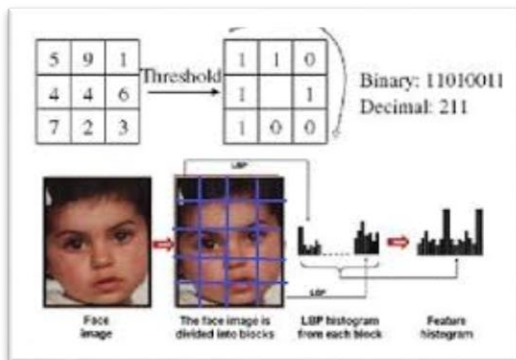 5 9 1
4 4 6
7 2 3
Threshold
1 1 0
1 1
1 0 0
Binary: 11010011
Decimal: 211
LBP
LBP
Face
image
The face image is
divided into blocks
LBP histogram
from each block
Feature
histogram